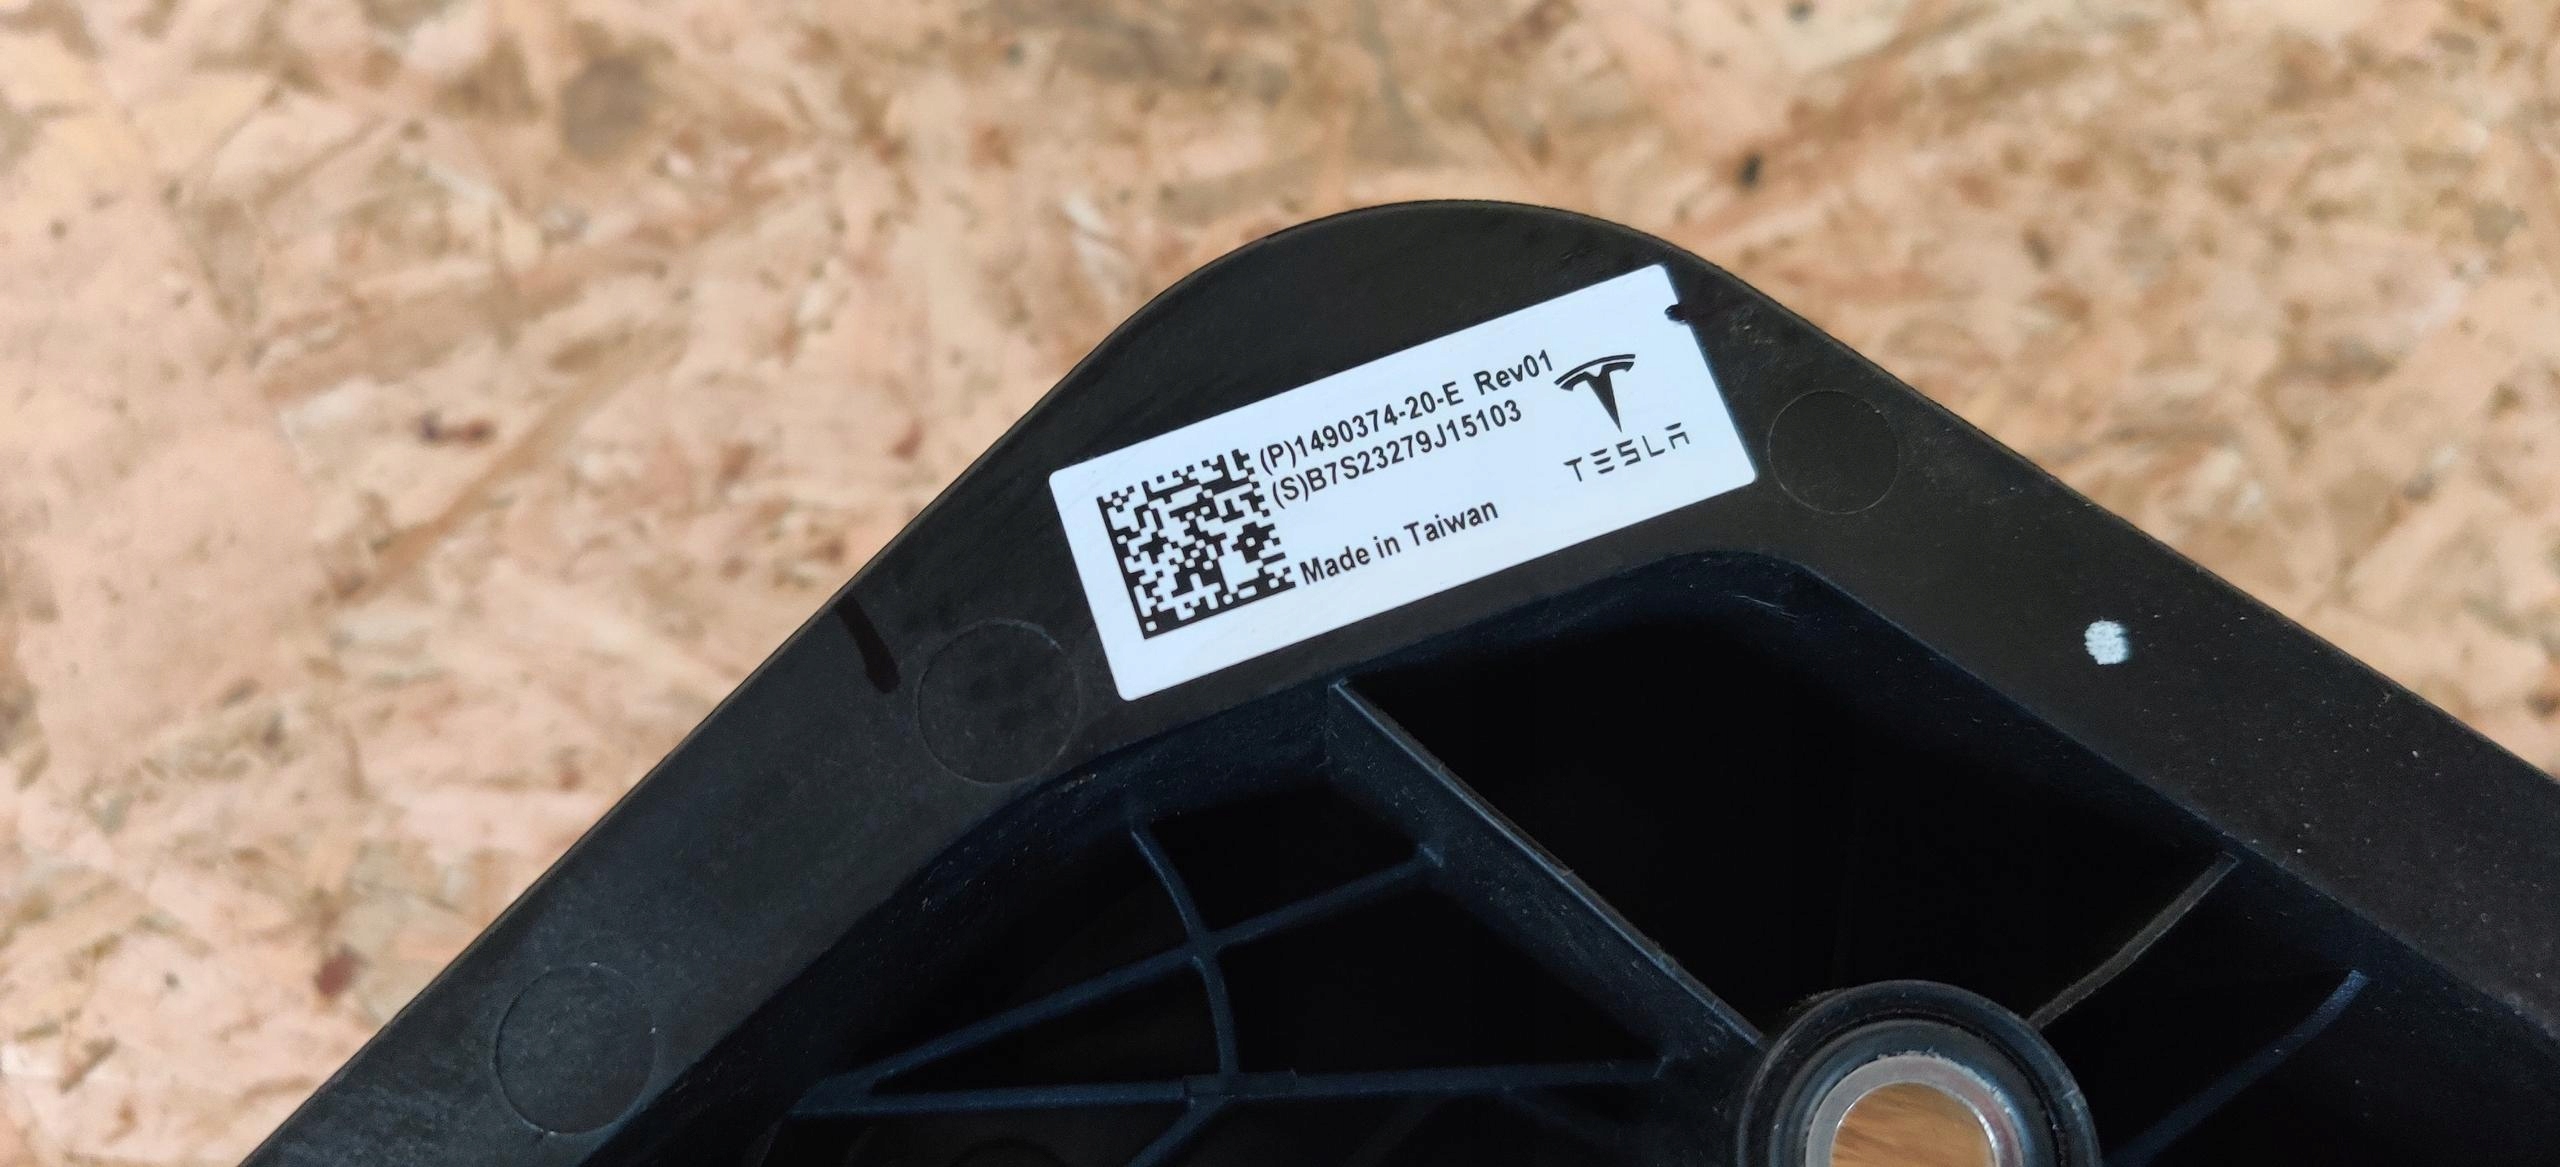 (P)1490374-20-E Rev01
(S)B7S23279J15103
TESLA
Made in Taiwan